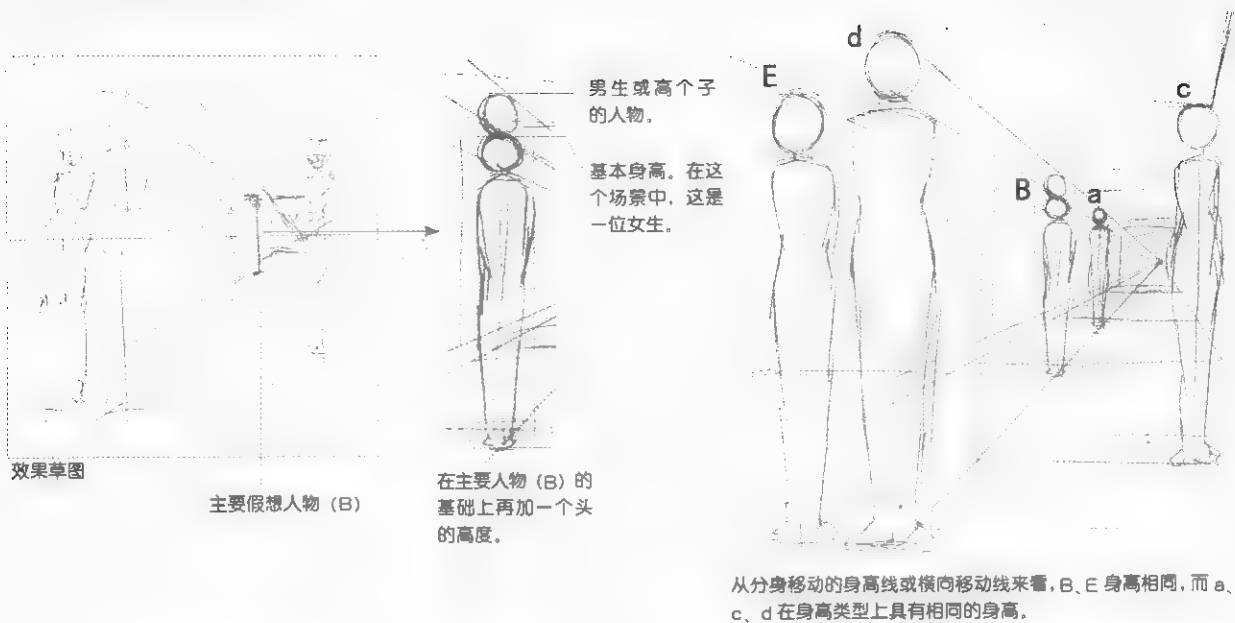 男生或高个子
的人物。
基本身高。在这
个场景中，这是
一位女生。
效果草图
主要假想人物（B）
在主要人物（B）的
基础上再加一个头
的高度。
E
d
c
B
a
从分身移动的身高线或横向移动线来看，B、E 身高相同，而 a、
c、d 在身高类型上具有相同的身高。